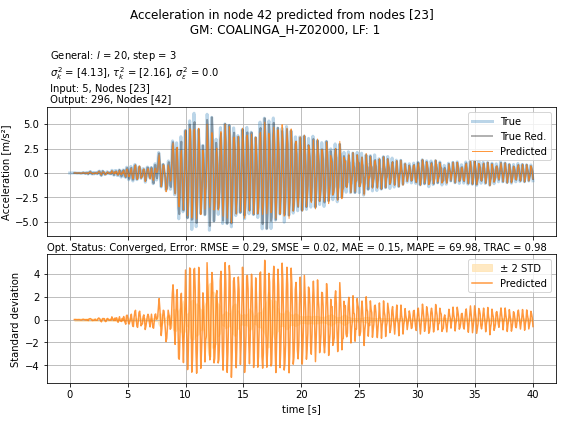 Acceleration in node 42 predicted from nodes [23]
GM: COALINGA_H-Z02000, LF: 1
General: l = 20, step = 3
σ²ₖ = [4.13], τ²ₖ = [2.16], σ²ᵣ = 0.0
Input: 5, Nodes [23]
Output: 296, Nodes [42]
Acceleration [m/s²]
5.0
2.5
0.0
−2.5
−5.0
True
True Red.
Predicted
Opt. Status: Converged, Error: RMSE = 0.29, SMSE = 0.02, MAE = 0.15, MAPE = 69.98, TRAC = 0.98
Standard deviation
4
2
0
−2
−4
± 2 STD
Predicted
0 5 10 15 20 25 30 35 40
time [s]